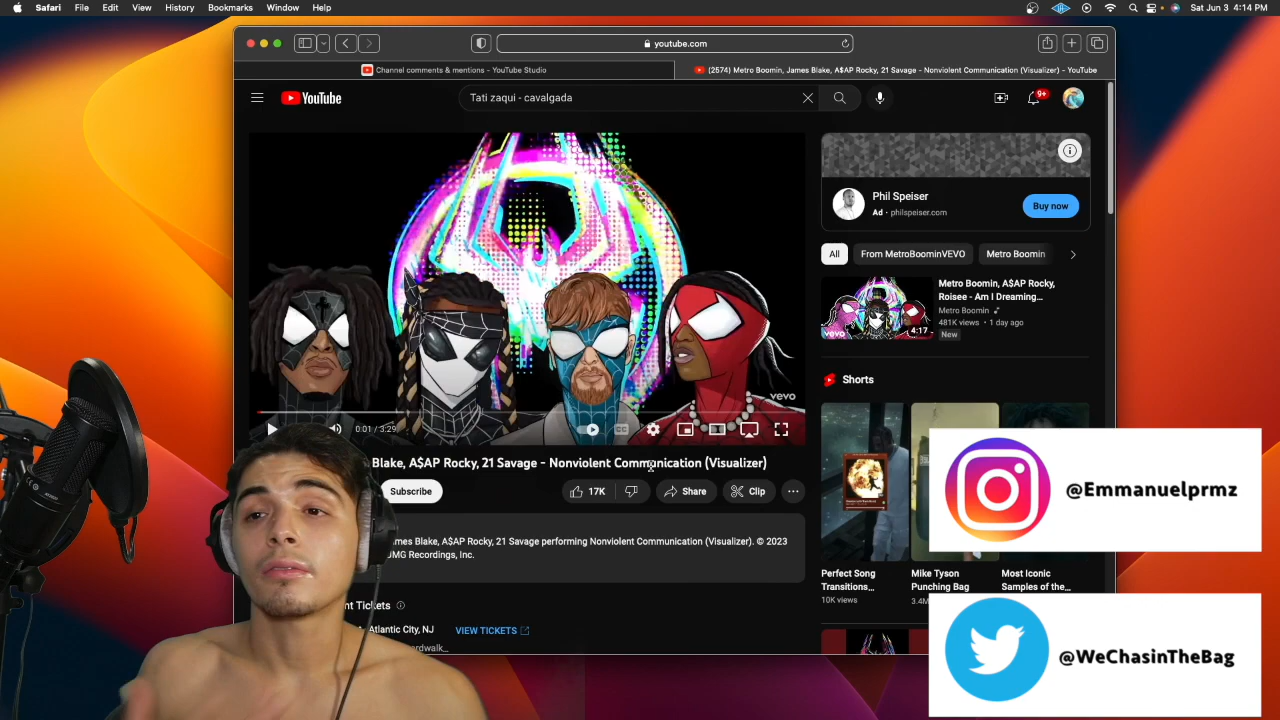 Safari File Edit View History Bookmarks Window Help
Sat Jun 3 4:14 PM
youtube.com
Channel comments & mentions - YouTube Studio
(2574) Metro Boomin, James Blake, A$AP Rocky, 21 Savage - Nonviolent Communication (Visualizer) - YouTube
YouTube
Tati zaqui - cavalgada
9+
Phil Speiser
Ad · philspeiser.com
Buy now
All
From MetroBoominVEVO
Metro Boomin
Metro Boomin, A$AP Rocky,
Roisee - Am I Dreaming...
Metro Boomin
481K views • 1 day ago
New
4:17
vevo
vevo
0:01 / 3:29
CC
Blake, A$AP Rocky, 21 Savage - Nonviolent Communication (Visualizer)
Subscribe
17K
Share
Clip
James Blake, A$AP Rocky, 21 Savage performing Nonviolent Communication (Visualizer). © 2023
UMG Recordings, Inc.
Tickets
Atlantic City, NJ
VIEW TICKETS
Shorts
Perfect Song
Transitions...
10K views
Mike Tyson
Punching Bag
Most Iconic
Samples of the...
@Emmanuelprmz
@WeChasinTheBag